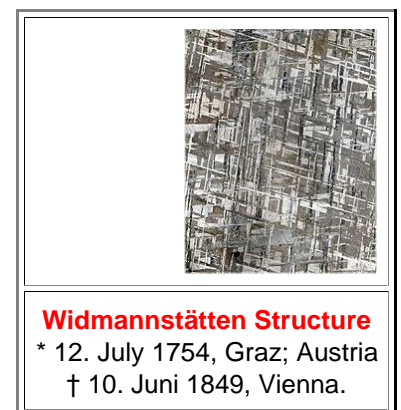 Widmannstätten Structure
* 12. July 1754, Graz; Austria
† 10. Juni 1849, Vienna.